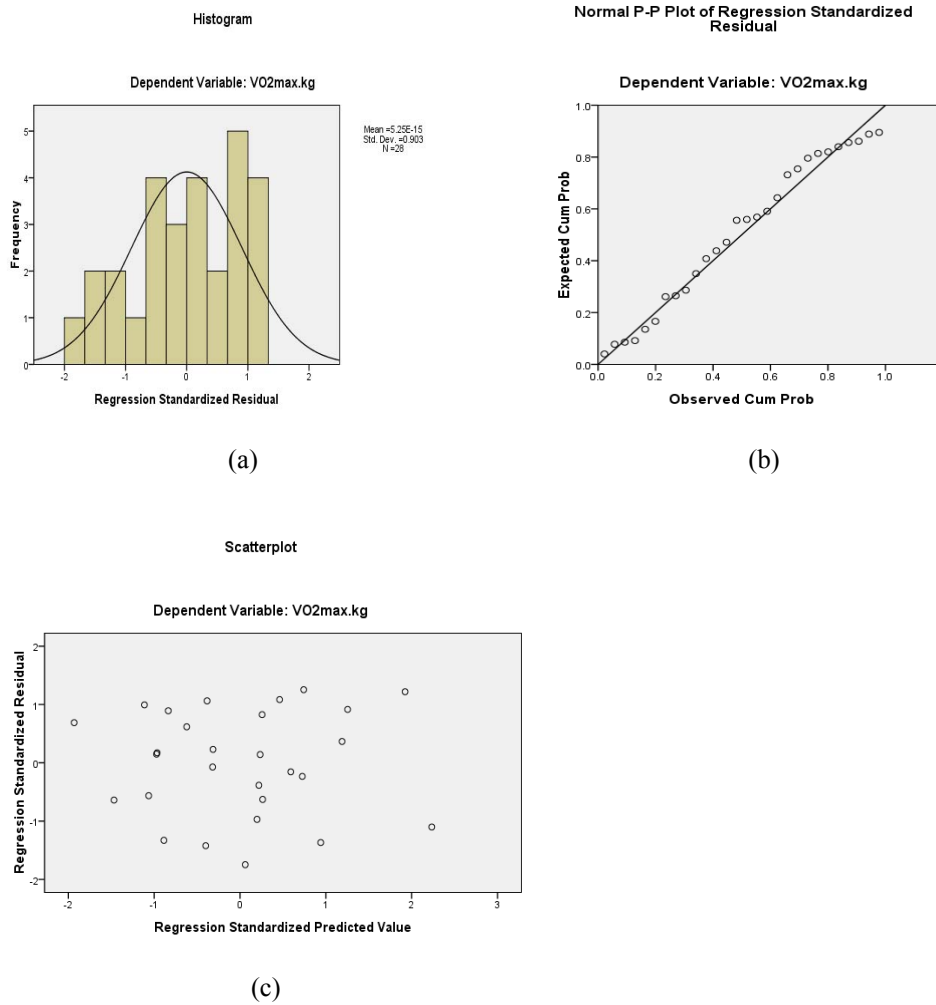 Histogram
Dependent Variable: VO2max.kg
Mean =5.25E-15
Std. Dev. =0.903
N =28
5
4
3
2
1
0
Frequency
-2
-1
0
1
2
Regression Standardized Residual
(a)
Normal P-P Plot of Regression Standardized
Residual
Dependent Variable: VO2max.kg
1.0
0.8
0.6
0.4
0.2
0.0
Expected Cum Prob
0.0
0.2
0.4
0.6
0.8
1.0
Observed Cum Prob
(b)
Scatterplot
Dependent Variable: VO2max.kg
2
1
0
-1
-2
Regression Standardized Residual
-2
-1
0
1
2
3
Regression Standardized Predicted Value
(c)